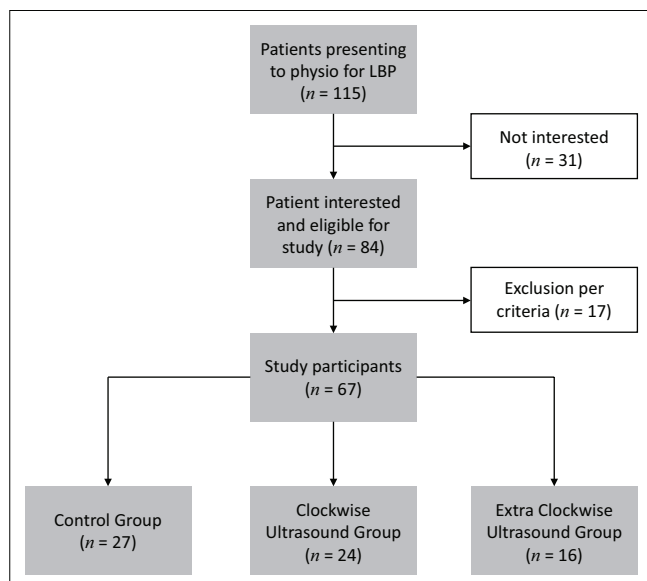 Patients presenting
to physio for LBP
(n = 115)
Not interested
(n = 31)
Patient interested
and eligible for
study (n = 84)
Exclusion per
criteria (n = 17)
Study participants
(n = 67)
Control Group
(n = 27)
Clockwise
Ultrasound Group
(n = 24)
Extra Clockwise
Ultrasound Group
(n = 16)